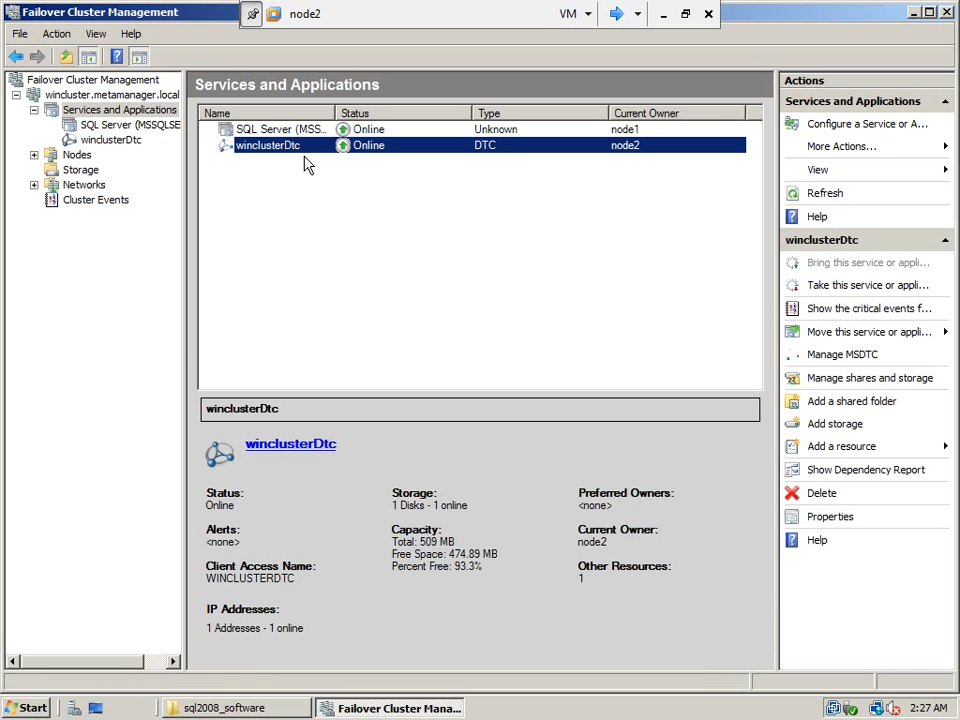 Failover Cluster Management
node2
VM
File Action View Help
Failover Cluster Management
wincluster.metamanager.local
Services and Applications
SQL Server (MSSQLSE
winclusterDtc
Nodes
Storage
Networks
Cluster Events
Services and Applications
Name Status Type Current Owner
SQL Server (MSS... Online Unknown node1
winclusterDtc Online DTC node2
winclusterDtc
winclusterDtc
Status:
Online
Alerts:
<none>
Client Access Name:
WINCLUSTERDTC
IP Addresses:
1 Addresses - 1 online
Storage:
1 Disks - 1 online
Capacity:
Total: 509 MB
Free Space: 474.89 MB
Percent Free: 93.3%
Preferred Owners:
<none>
Current Owner:
node2
Other Resources:
1
Actions
Services and Applications
Configure a Service or A...
More Actions...
View
Refresh
Help
winclusterDtc
Bring this service or appli...
Take this service or appli...
Show the critical events f...
Move this service or appli...
Manage MSDTC
Manage shares and storage
Add a shared folder
Add storage
Add a resource
Show Dependency Report
Delete
Properties
Help
Start
sql2008_software
Failover Cluster Mana...
2:27 AM